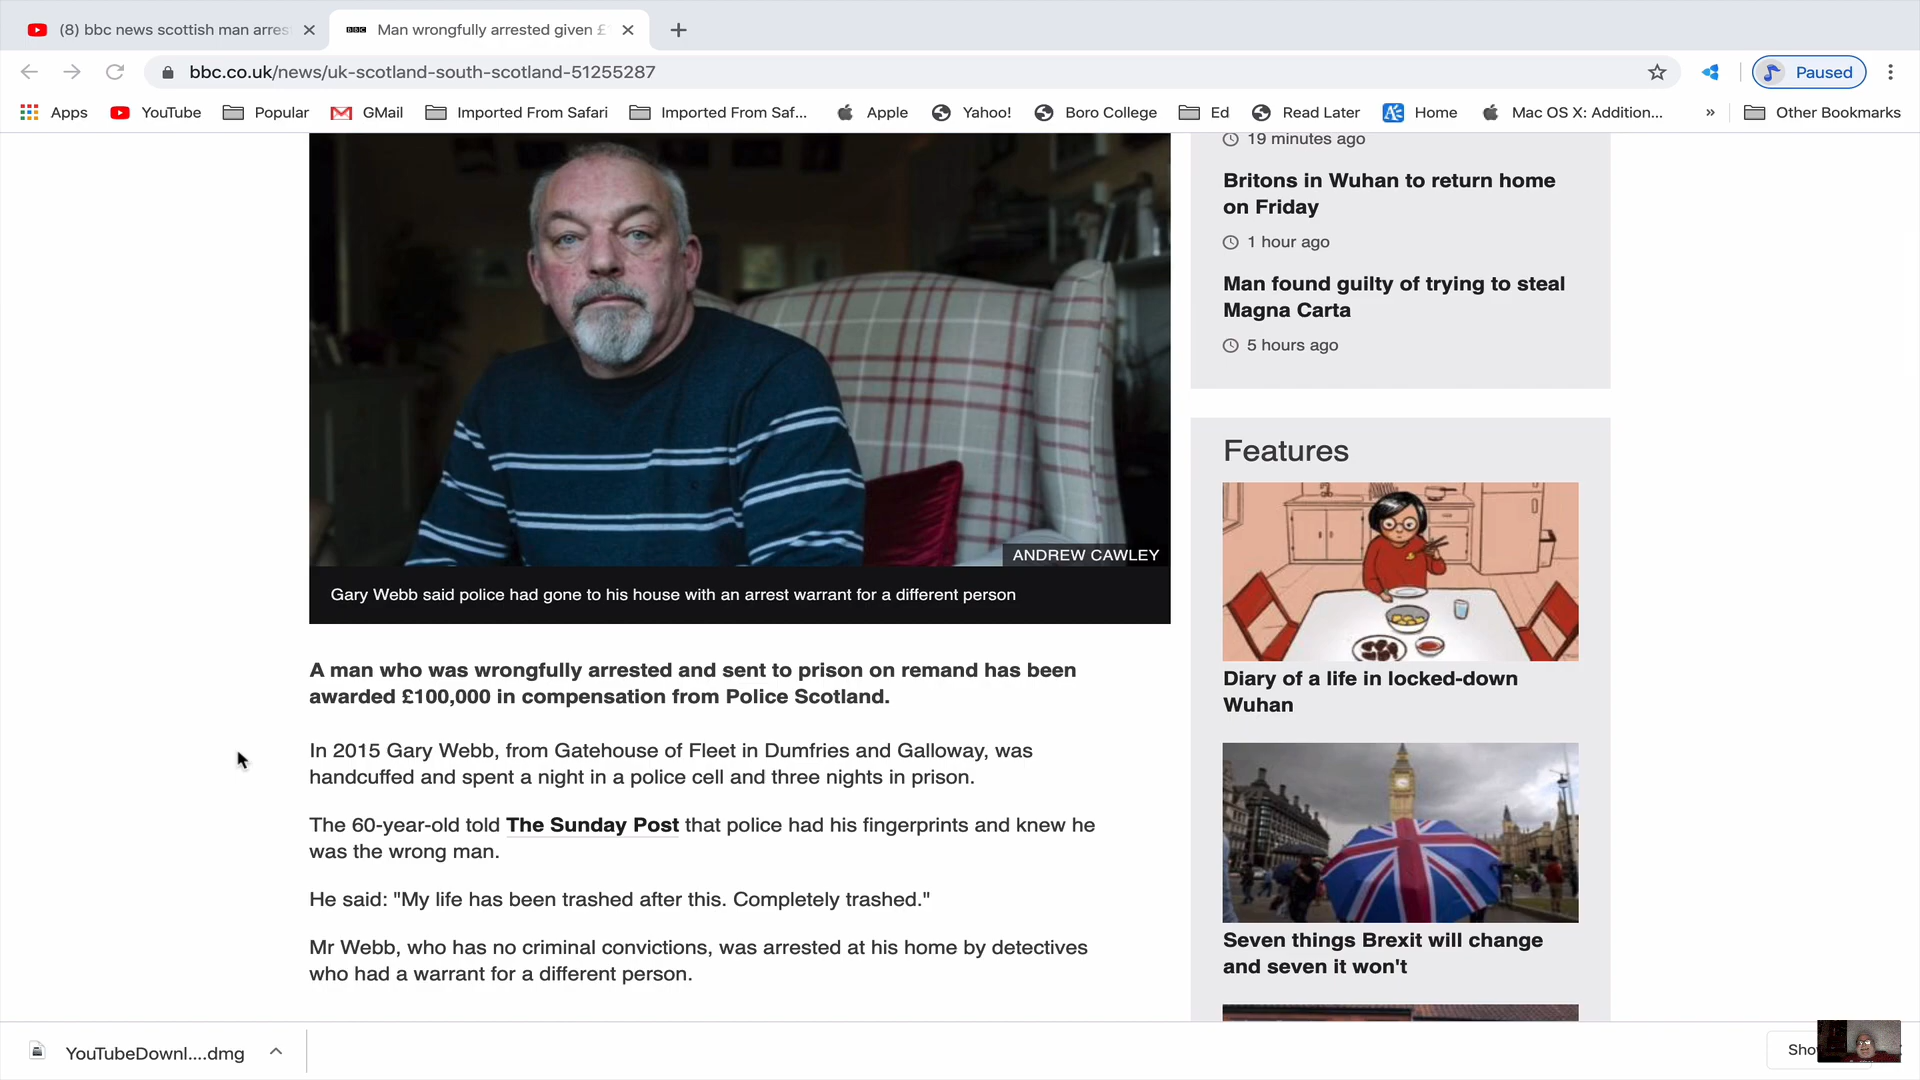 (8) bbc news scottish man arres
Man wrongfully arrested given £
bbc.co.uk/news/uk-scotland-south-scotland-51255287
Paused
Apps
YouTube
Popular
GMail
Imported From Safari
Imported From Saf...
Apple
Yahoo!
Boro College
Ed
Read Later
Home
Mac OS X: Addition...
»
Other Bookmarks
ANDREW CAWLEY
Gary Webb said police had gone to his house with an arrest warrant for a different person
A man who was wrongfully arrested and sent to prison on remand has been
awarded £100,000 in compensation from Police Scotland.
In 2015 Gary Webb, from Gatehouse of Fleet in Dumfries and Galloway, was
handcuffed and spent a night in a police cell and three nights in prison.
The 60-year-old told The Sunday Post that police had his fingerprints and knew he
was the wrong man.
He said: "My life has been trashed after this. Completely trashed."
Mr Webb, who has no criminal convictions, was arrested at his home by detectives
who had a warrant for a different person.
19 minutes ago
Britons in Wuhan to return home
on Friday
1 hour ago
Man found guilty of trying to steal
Magna Carta
5 hours ago
Features
Diary of a life in locked-down
Wuhan
Seven things Brexit will change
and seven it won't
YouTubeDownl....dmg
Sho